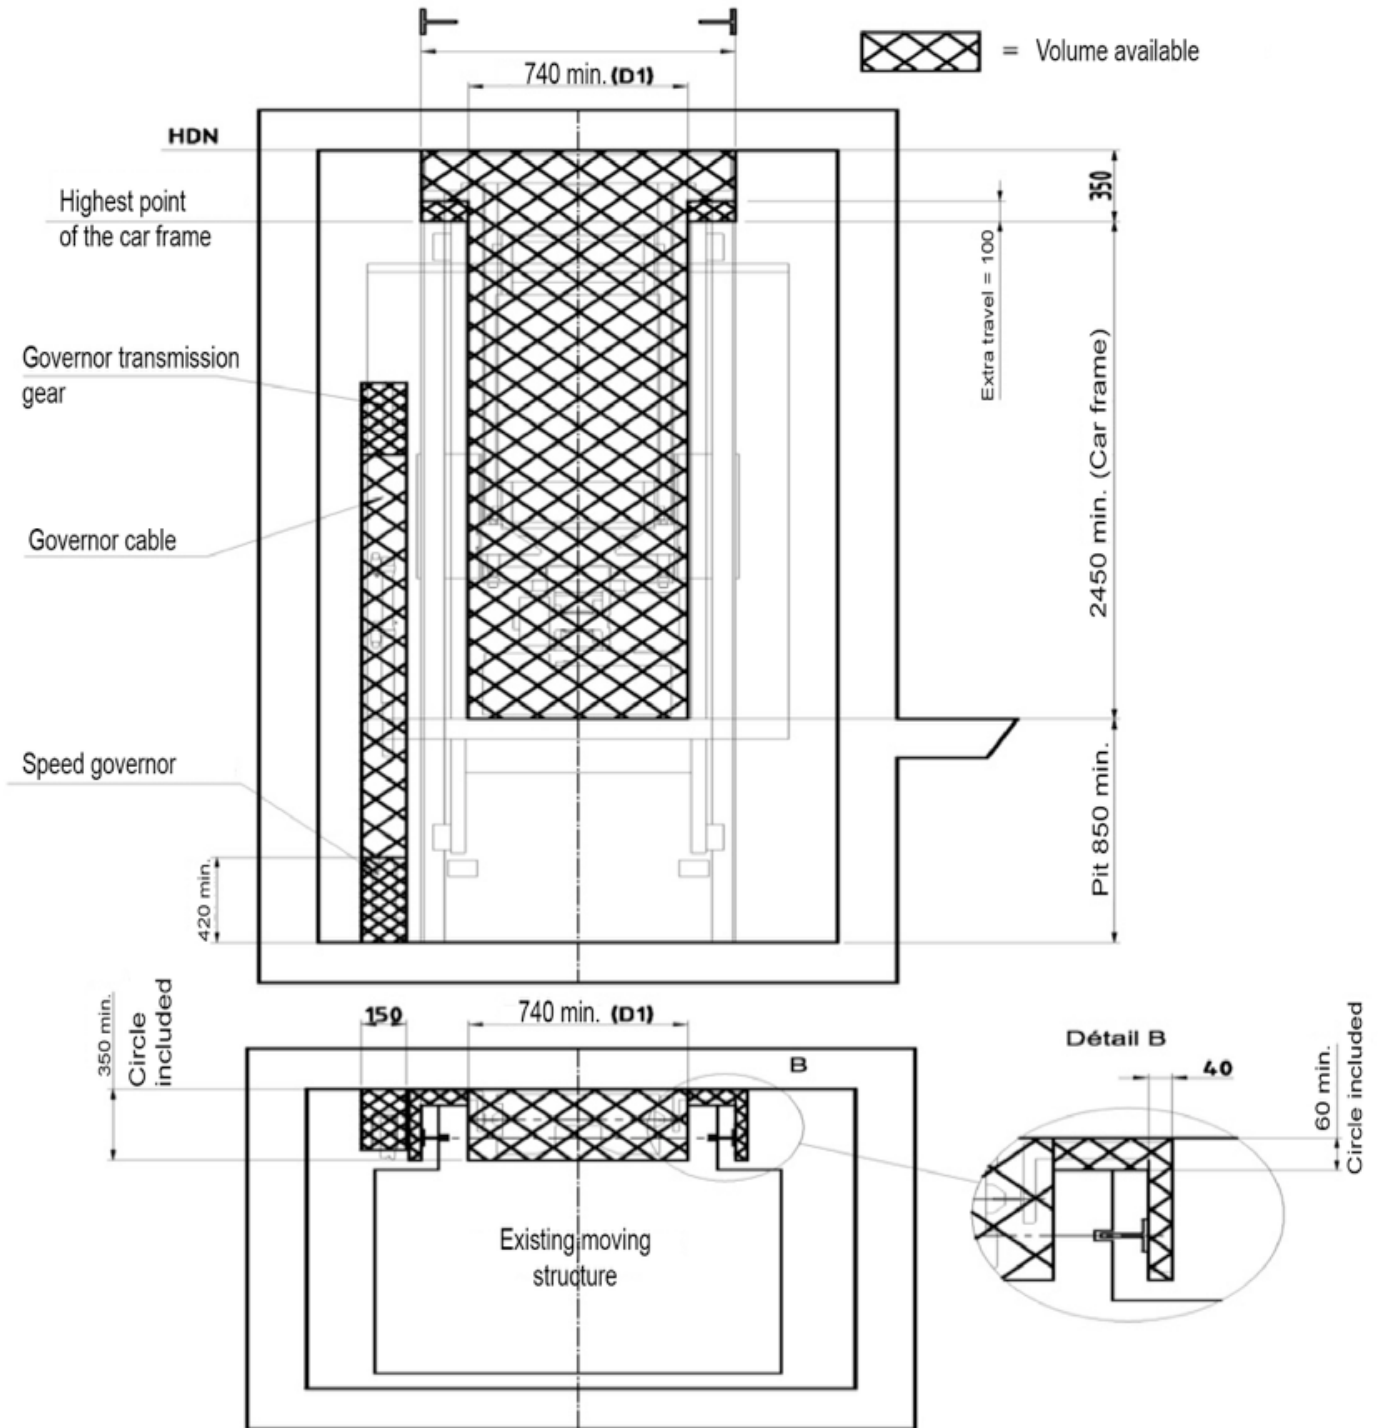 = Volume available
740 min. (D1)
HDN
350
Highest point
of the car frame
Extra travel = 100
Governor transmission
gear
2450 min. (Car frame)
Governor cable
Speed governor
Pit 850 min.
420 min.
350 min.
Circle
included
150
740 min. (D1)
B
Détail B
40
60 min.
Circle included
Existing moving
structure